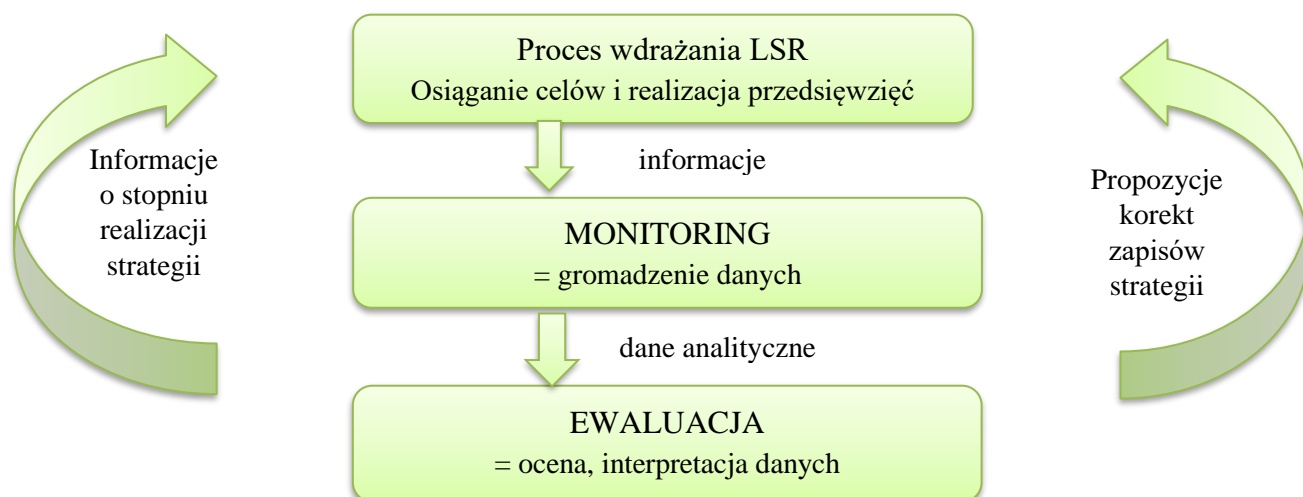 Proces wdrażania LSR
Osiąganie celów i realizacja przedsięwzięć
informacje
Informacje
o stopniu
realizacji
strategii
Propozycje
korekt
zapisów
strategii
MONITORING
= gromadzenie danych
dane analityczne
EWALUACJA
= ocena, interpretacja danych